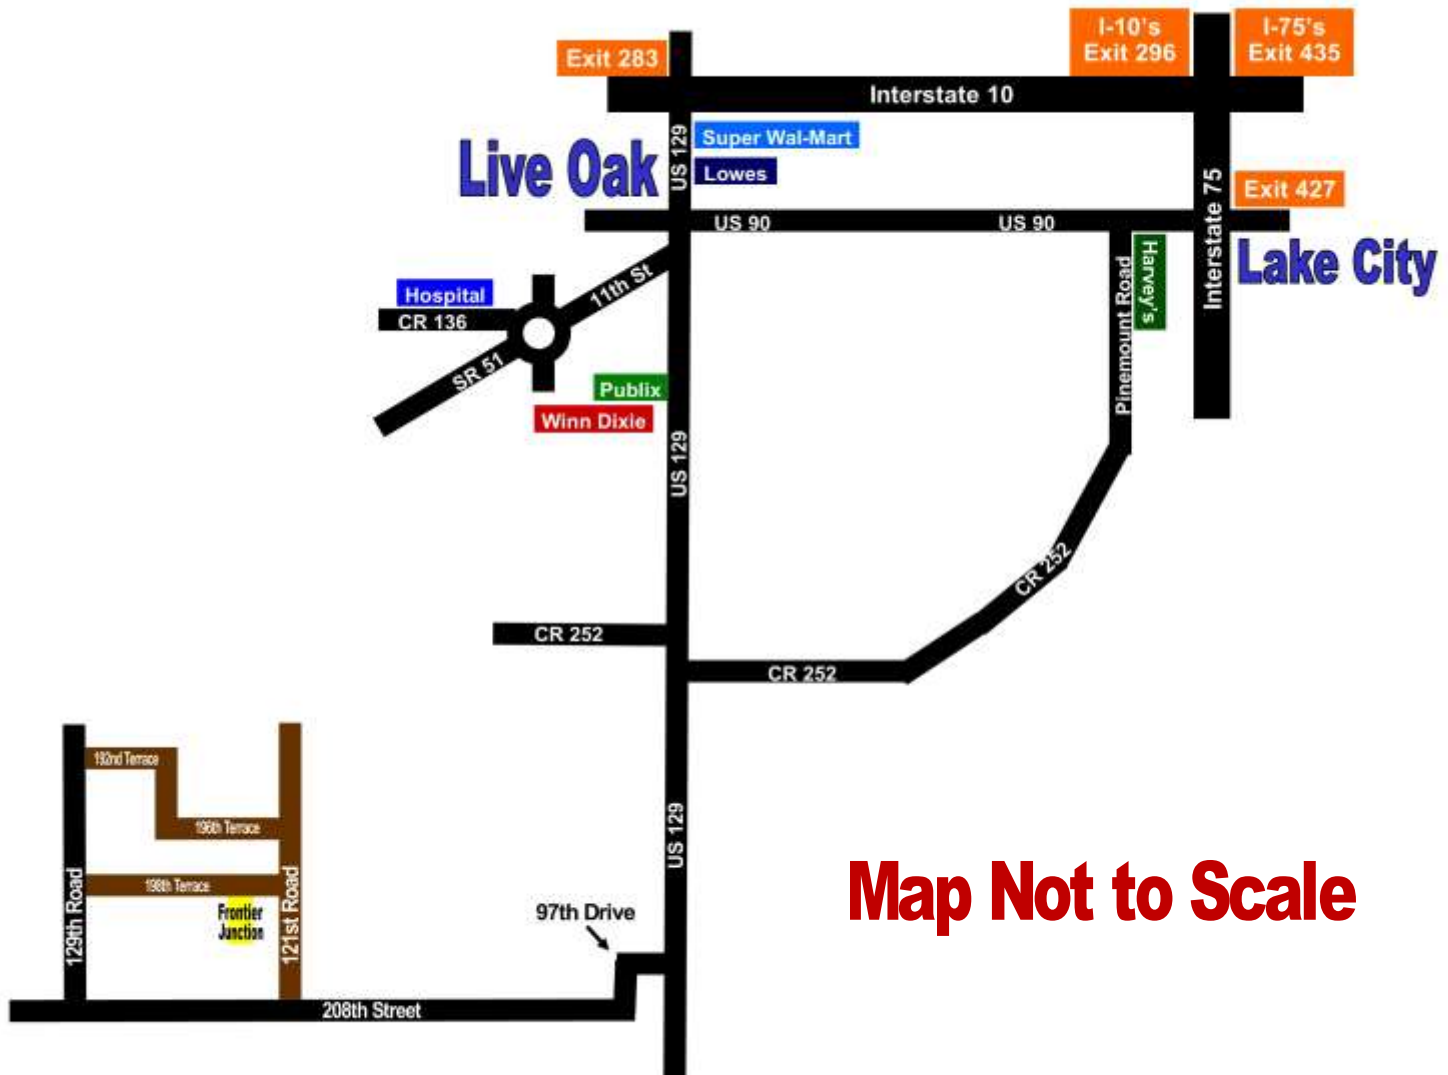 I-10's
Exit 296
I-75's
Exit 435
Exit 283
Interstate 10
Super Wal-Mart
US 129
Live Oak
Lowes
Interstate 75
Exit 427
US 90
US 90
Lake City
Harvey's
Pinemount Road
11th St
Hospital
CR 136
SR 51
Publix
Winn Dixie
US 129
CR 252
CR 252
CR 252
192nd Terrace
196th Terrace
US 129
198th Terrace
129th Road
121st Road
Frontier
Junction
97th Drive
Map Not to Scale
208th Street